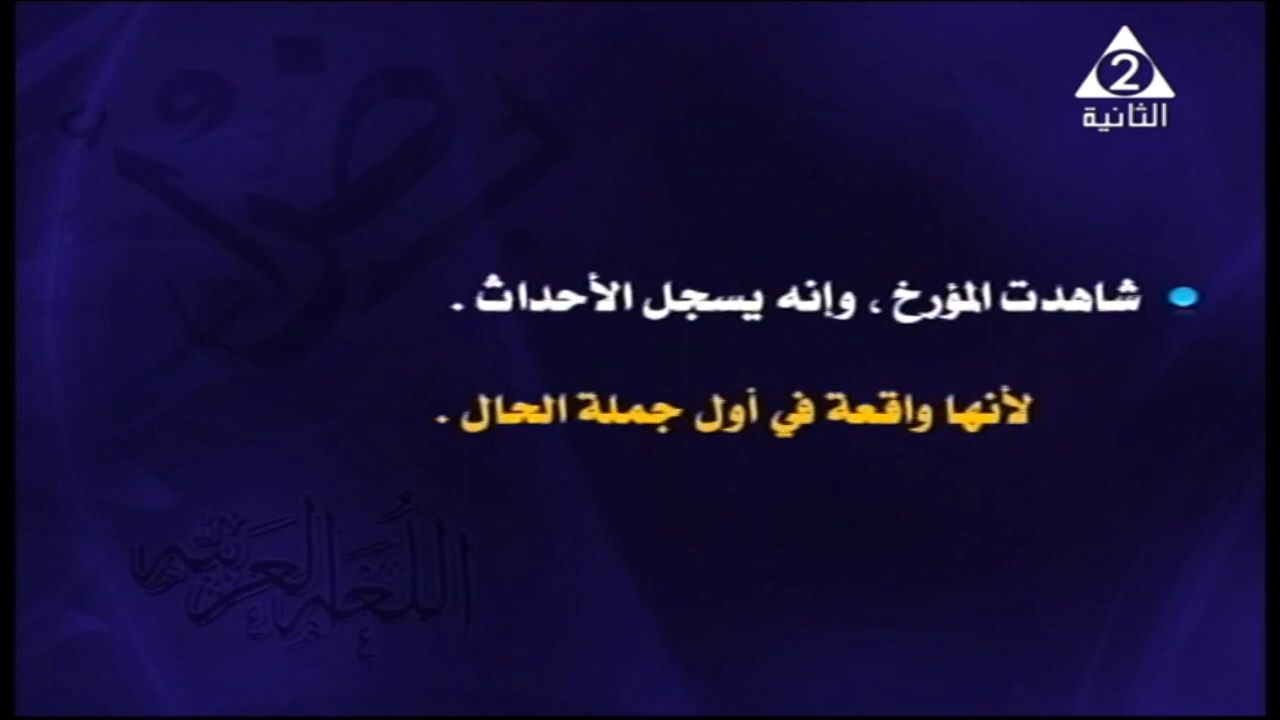 2
الثانية
شاهدت المؤرخ ، وإنه يسجل الأحداث .
لأنها واقعة في أول جملة الحال .
اللغة العربية